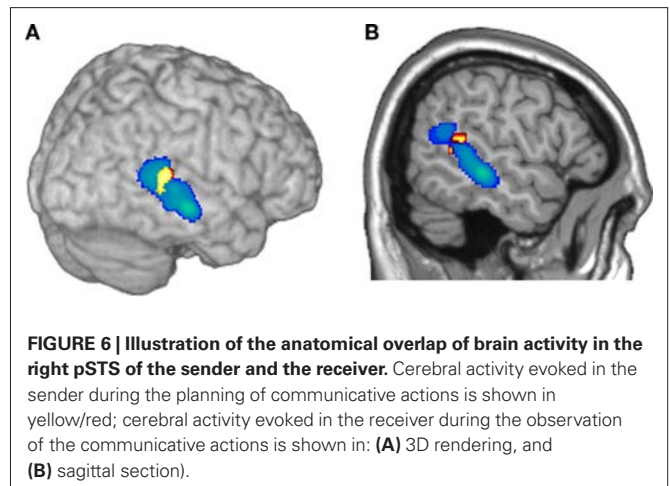 A
B
FIGURE 6 | Illustration of the anatomical overlap of brain activity in the
right pSTS of the sender and the receiver. Cerebral activity evoked in the
sender during the planning of communicative actions is shown in
yellow/red; cerebral activity evoked in the receiver during the observation
of the communicative actions is shown in: (A) 3D rendering, and
(B) sagittal section).